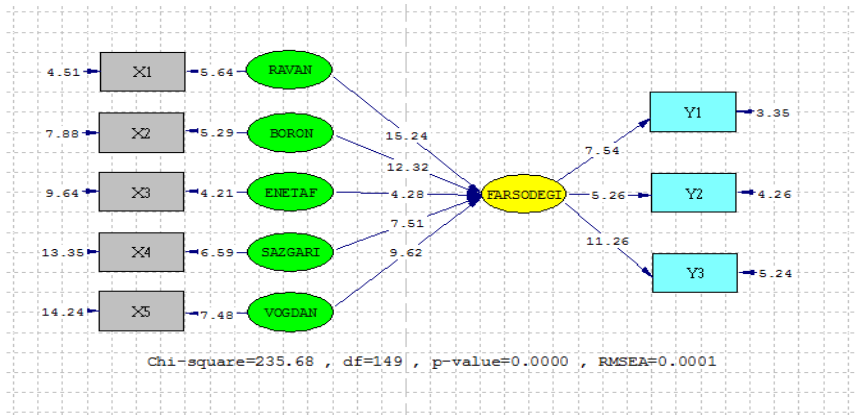 4.51 X1 5.64 RAVAN
7.88 X2 5.29 BORON
9.64 X3 4.21 ENETAF
13.35 X4 6.59 SAZGARI
14.24 X5 7.48 VOGDAN
15.24
12.32
4.28
7.51
9.62
FARSODEGI
7.54 Y1 3.35
5.26 Y2 4.26
11.26 Y3 5.24
Chi-square=235.68 , df=149 , p-value=0.0000 , RMSEA=0.0001